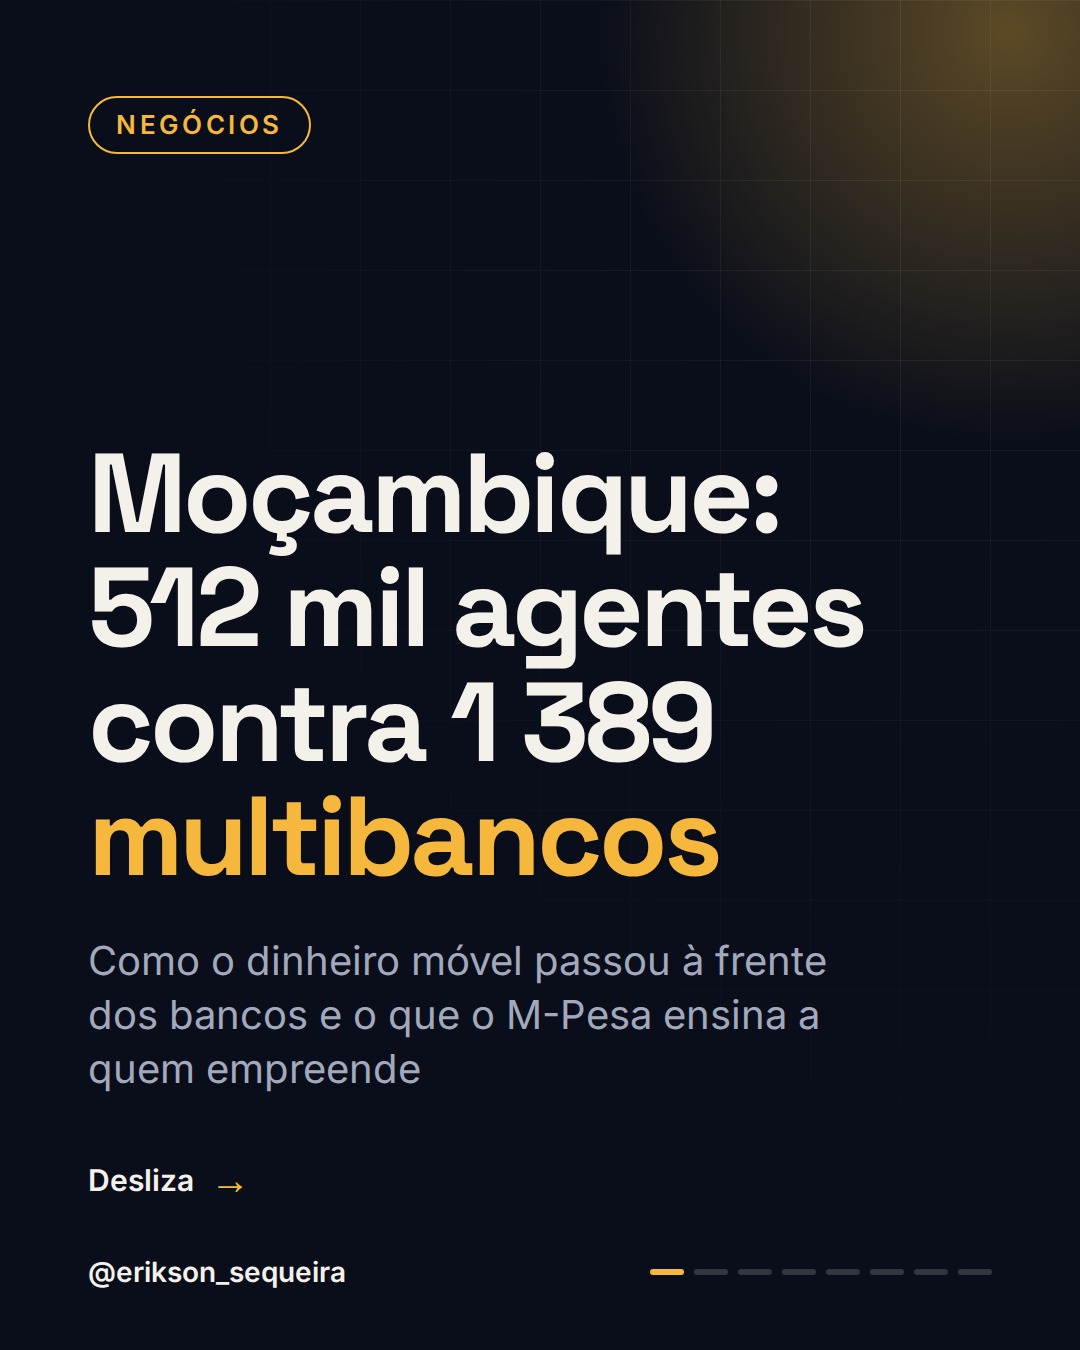 NEGÓCIOS
Moçambique:
512 mil agentes
contra 1 389
multibancos
Como o dinheiro móvel passou à frente
dos bancos e o que o M-Pesa ensina a
quem empreende
Desliza →
@erikson_sequeira